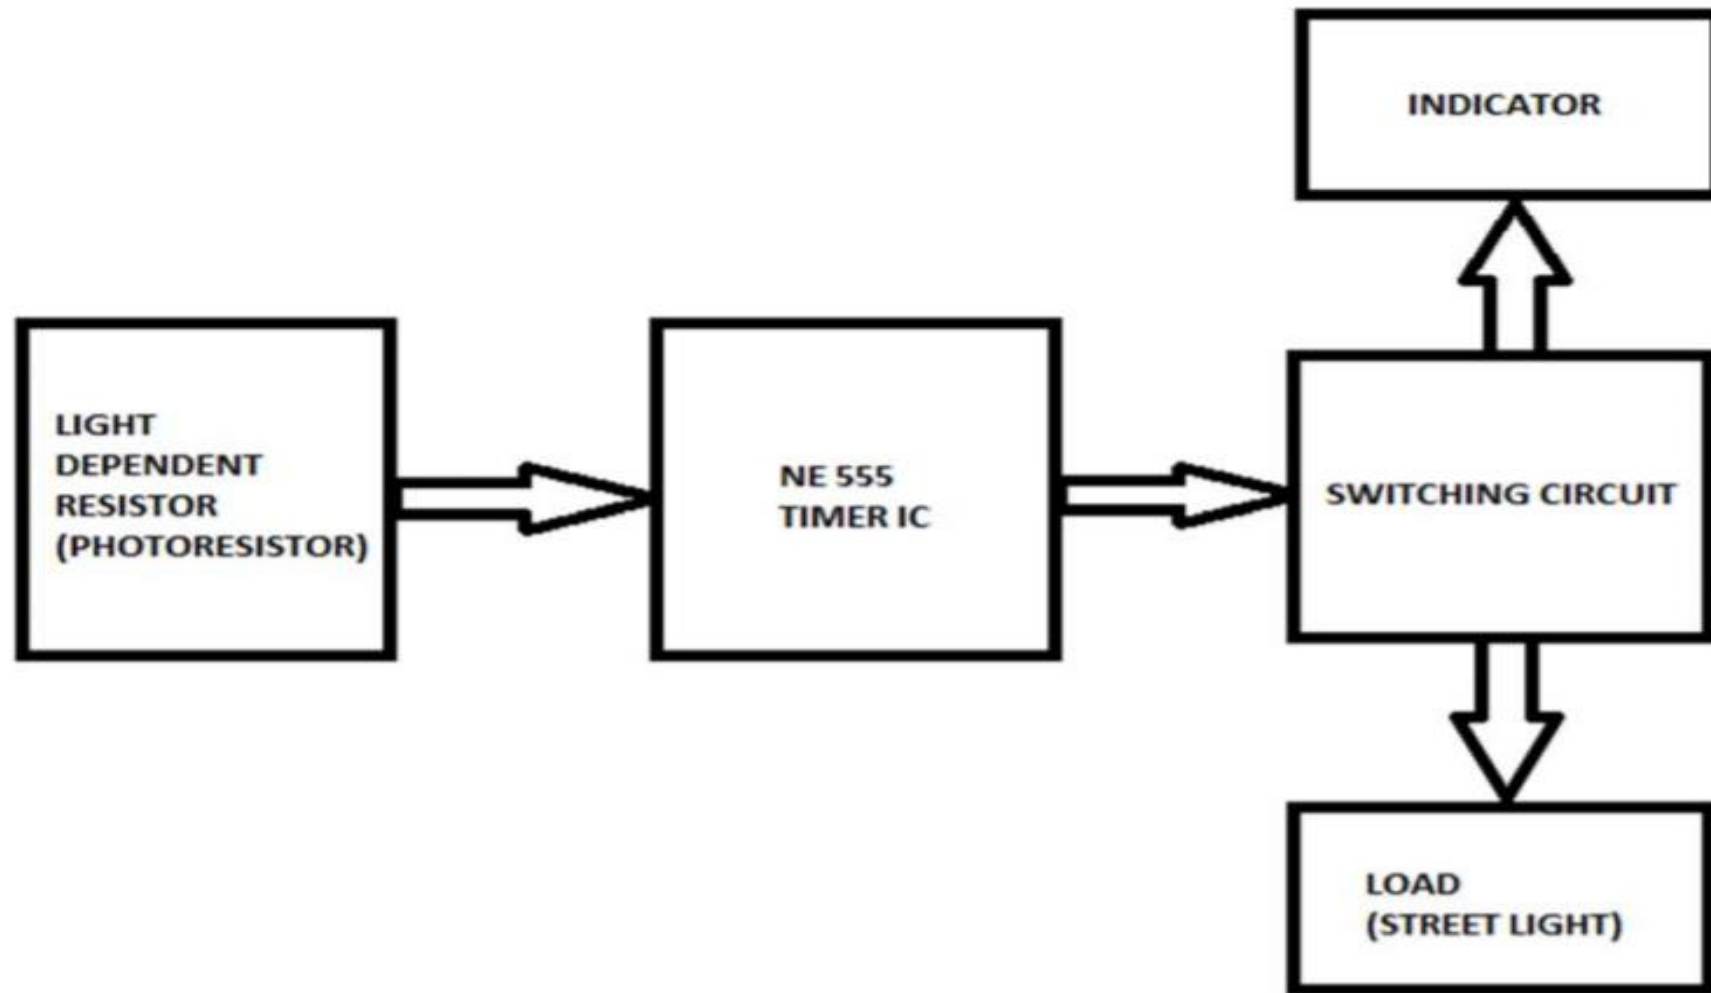 INDICATOR
LIGHT
DEPENDENT
RESISTOR
(PHOTORESISTOR)
NE 555
TIMER IC
SWITCHING CIRCUIT
LOAD
(STREET LIGHT)